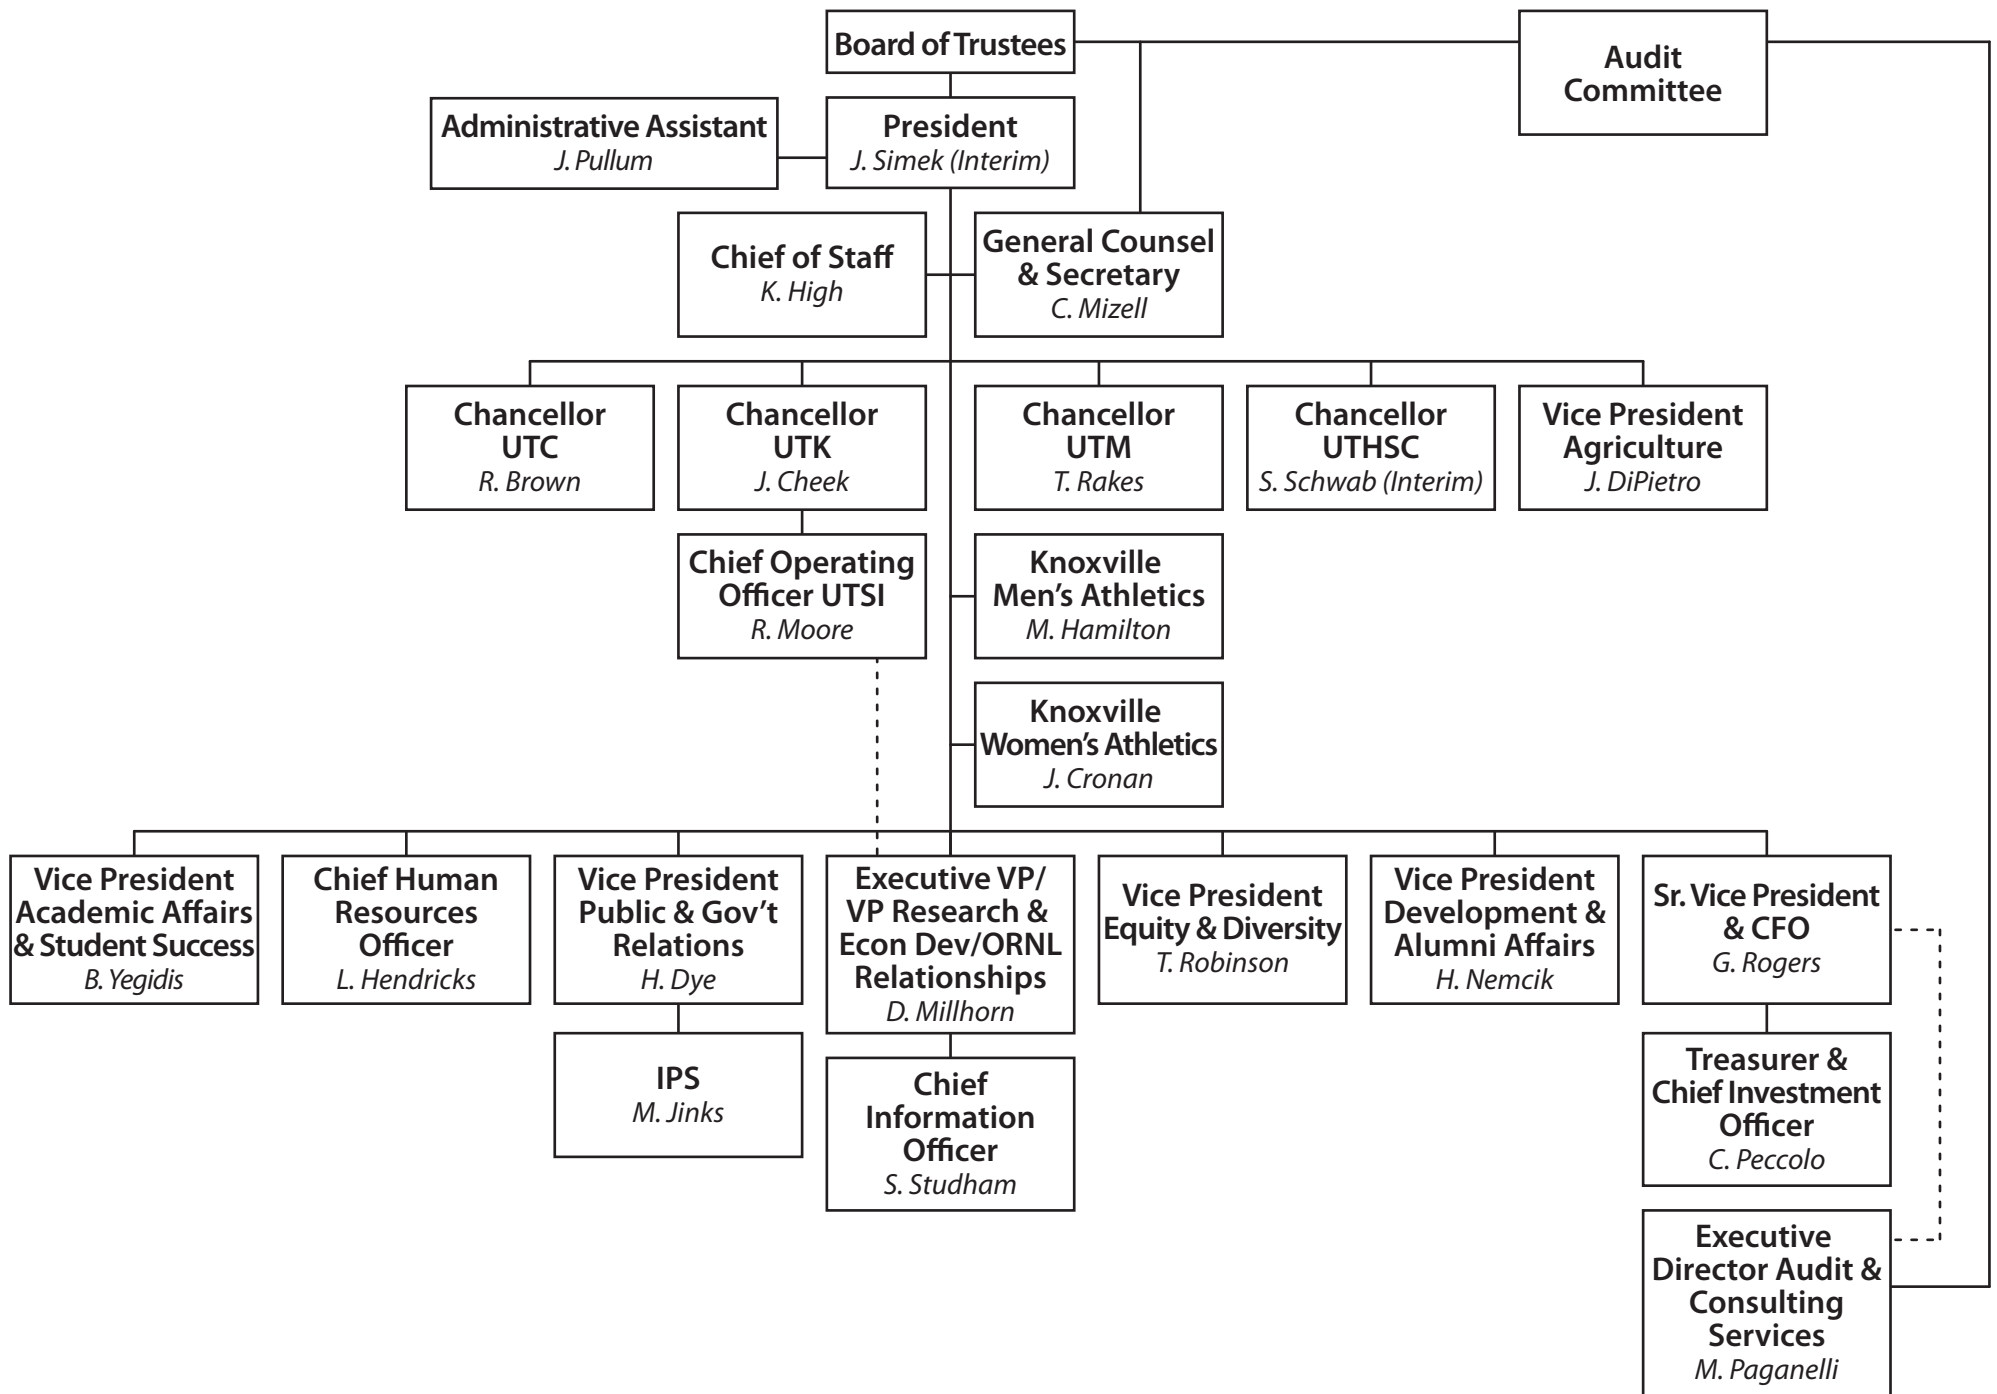 Board of Trustees
Audit
Committee
Administrative Assistant
J. Pullum
President
J. Simek (Interim)
Chief of Staff
K. High
General Counsel
& Secretary
C. Mizell
Chancellor
UTC
R. Brown
Chancellor
UTK
J. Cheek
Chancellor
UTM
T. Rakes
Chancellor
UTHSC
S. Schwab (Interim)
Vice President
Agriculture
J. DiPietro
Chief Operating
Officer UTSI
R. Moore
Knoxville
Men's Athletics
M. Hamilton
Knoxville
Women's Athletics
J. Cronan
Vice President
Academic Affairs
& Student Success
B. Yegidis
Chief Human
Resources
Officer
L. Hendricks
Vice President
Public & Gov't
Relations
H. Dye
Executive VP/
VP Research &
Econ Dev/ORNL
Relationships
D. Millhorn
Vice President
Equity & Diversity
T. Robinson
Vice President
Development &
Alumni Affairs
H. Nemcik
Sr. Vice President
& CFO
G. Rogers
IPS
M. Jinks
Chief
Information
Officer
S. Studham
Treasurer &
Chief Investment
Officer
C. Peccolo
Executive
Director Audit &
Consulting
Services
M. Paganelli